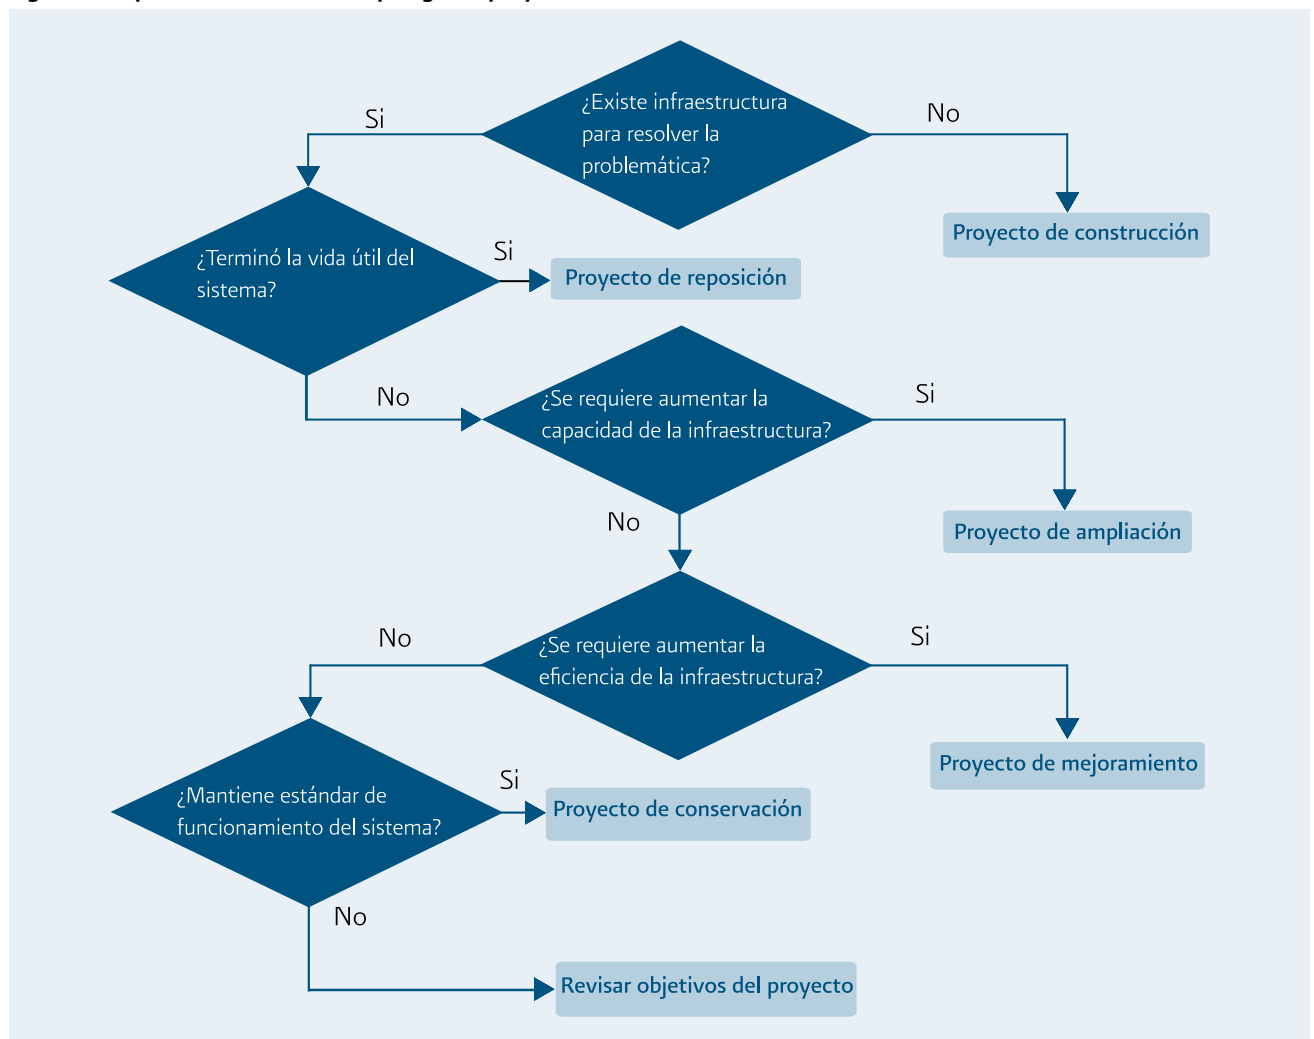 ¿Existe infraestructura
para resolver la
problemática?
Si
No
Proyecto de construcción
¿Terminó la vida útil del
sistema?
Si
Proyecto de reposición
No
¿Se requiere aumentar la
capacidad de la infraestructura?
Si
Proyecto de ampliación
No
¿Se requiere aumentar la
eficiencia de la infraestructura?
No
Si
Proyecto de mejoramiento
¿Mantiene estándar de
funcionamiento del sistema?
Si
Proyecto de conservación
No
Revisar objetivos del proyecto